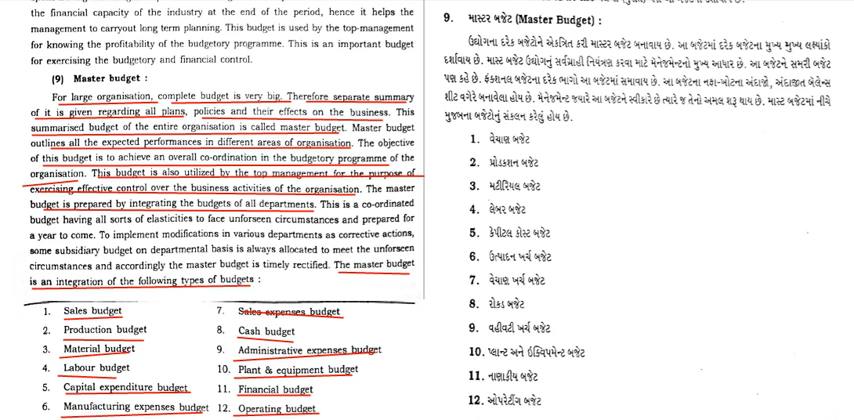 the financial capacity of the industry at the end of the period, hence it helps the
management to carryout long term planning. This budget is used by the top-management
for knowing the profitability of the budgetory programme. This is an important budget
for exercising the budgetory and financial control.
(9) Master budget :
For large organisation, complete budget is very big. Therefore separate summary
of it is given regarding all plans, policies and their effects on the business. This
summarised budget of the entire organisation is called master budget. Master budget
outlines all the expected performances in different areas of organisation. The objective
of this budget is to achieve an overall co-ordination in the budgetory programme of the
organisation. This budget is also utilized by the top management for the purpose of
exercising effective control over the business activities of the organisation. The master
budget is prepared by integrating the budgets of all departments. This is a co-ordinated
budget having all sorts of elasticities to face unforseen circumstances and prepared for
a year to come. To implement modifications in various departments as corrective actions,
some subsidiary budget on departmental basis is always allocated to meet the unforseen
circumstances and accordingly the master budget is timely rectified. The master budget
is an integration of the following types of budgets :
1. Sales budget
2. Production budget
3. Material budget
4. Labour budget
5. Capital expenditure budget
6. Manufacturing expenses budget
7. Sales expenses budget
8. Cash budget
9. Administrative expenses budget
10. Plant & equipment budget
11. Financial budget
12. Operating budget
9. માસ્ટર બજેટ (Master Budget) :
ઉદ્યોગના દરેક બજેટોને એકત્રિત કરી માસ્ટર બજેટ બનાવાય છે. આ બજેટમાં દરેક બજેટના મુખ્ય મુખ્ય લક્ષ્યાંકો
દર્શાવાય છે. માસ્ટ બજેટ ઉદ્યોગનું સર્વગ્રાહી નિયંત્રણ કરવા માટે મેનેજમેન્ટનો મુખ્ય આધાર છે. આ બજેટને સમરી બજેટ
પણ કહે છે. ફંક્શનલ બજેટના દરેક ભાગો આ બજેટમાં સમાવાય છે. આ બજેટના નફા-ખોટના અંદાજો, અંદાજીત બેલેન્સ
શીટ વગેરે બનાવેલા હોય છે. મેનેજમેન્ટ જ્યારે આ બજેટને સ્વીકારે છે ત્યારે જ તેનો અમલ શરૂ થાય છે. માસ્ટ બજેટમાં નીચે
મુજબના બજેટોનું સંકલન કરેલું હોય છે.
1. વેચાણ બજેટ
2. પ્રોડકશન બજેટ
3. મટીરિયલ બજેટ
4. લેબર બજેટ
5. કેપીટલ કોસ્ટ બજેટ
6. ઉત્પાદન ખર્ચ બજેટ
7. વેચાણ ખર્ચ બજેટ
8. રોકડ બજેટ
9. વહીવટી ખર્ચ બજેટ
10. પ્લાન્ટ અને ઇક્વિપમેન્ટ બજેટ
11. નાણાકીય બજેટ
12. ઓપરેટીંગ બજેટ